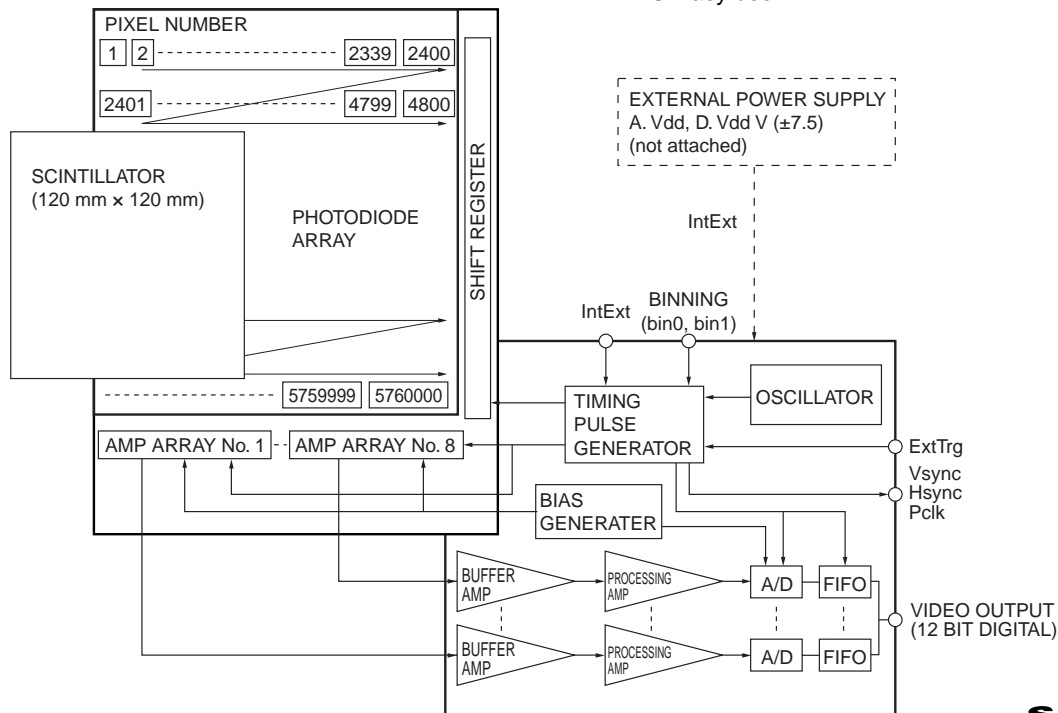 PIXEL NUMBER
1 2 2339 2400
2401 4799 4800
EXTERNAL POWER SUPPLY
A. Vdd, D. Vdd V (±7.5)
(not attached)
SCINTILLATOR
(120 mm × 120 mm)
PHOTODIODE
ARRAY
SHIFT REGISTER
IntExt
IntExt
BINNING
(bin0, bin1)
5759999 5760000
TIMING
PULSE
GENERATOR
OSCILLATOR
AMP ARRAY No. 1 AMP ARRAY No. 8
ExtTrg
Vsync
Hsync
Pclk
BIAS
GENERATER
BUFFER
AMP
PROCESSING
AMP
A/D
FIFO
VIDEO OUTPUT
(12 BIT DIGITAL)
BUFFER
AMP
PROCESSING
AMP
A/D
FIFO